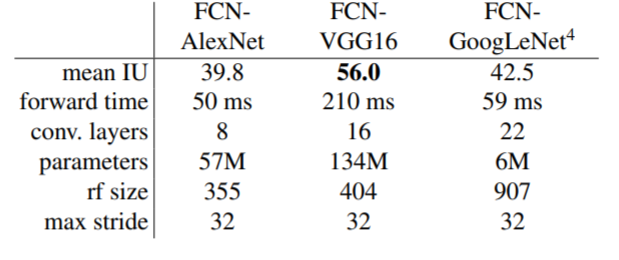 FCN- FCN- FCN-
AlexNet VGG16 GoogLeNet⁴
mean IU 39.8 56.0 42.5
forward time 50 ms 210 ms 59 ms
conv. layers 8 16 22
parameters 57M 134M 6M
rf size 355 404 907
max stride 32 32 32